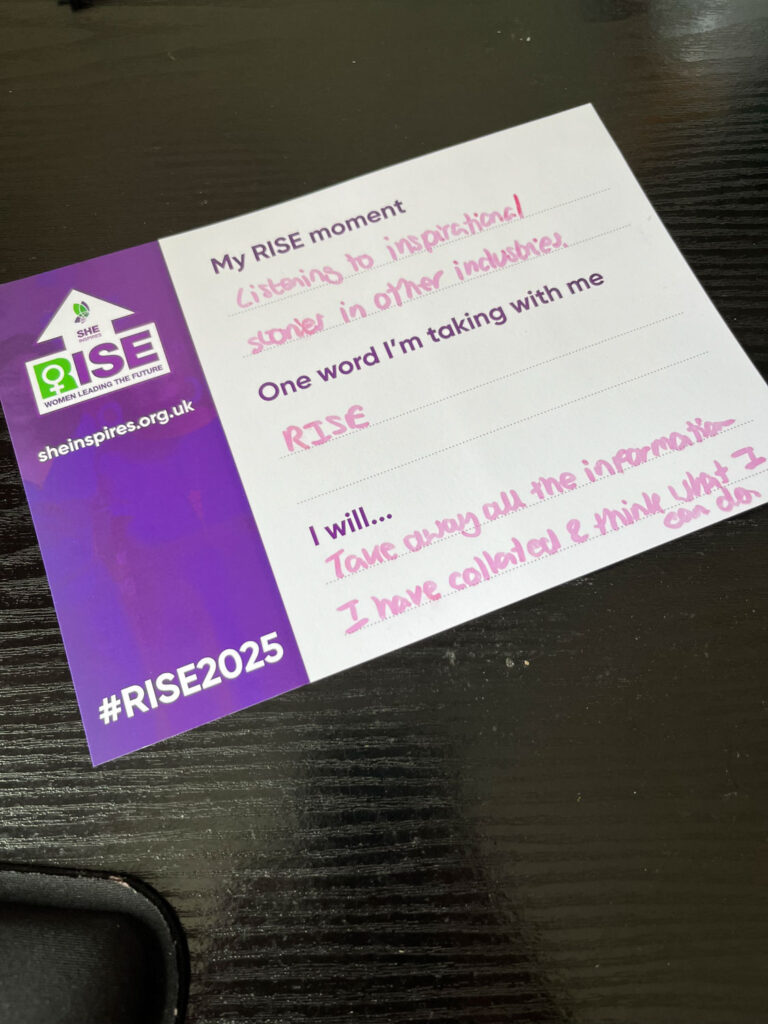 SHE
INSPIRES
RISE
WOMEN LEADING THE FUTURE
sheinspires.org.uk
#RISE2025
My RISE moment
Listening to inspirational
stories in other industries.
One word I'm taking with me
RISE
I will...
Take away all the information
I have collated & think what I
can do